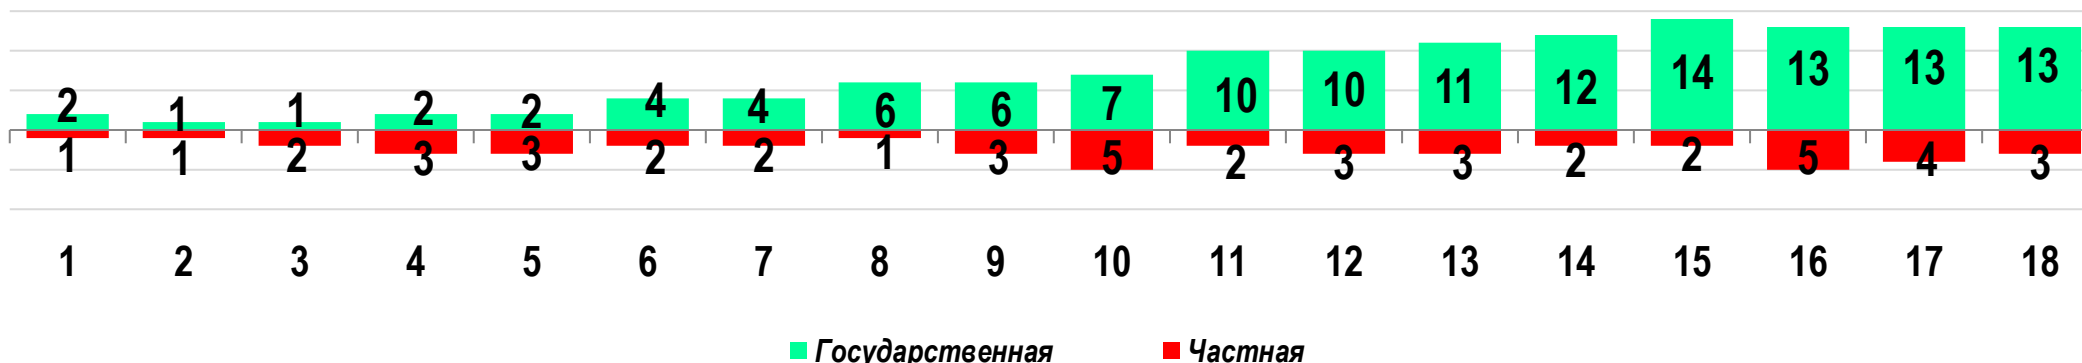 2 1 1 2 2 4 4 6 6 7 10 10 11 12 14 13 13 13
1 1 2 3 3 2 2 1 3 5 2 3 3 2 2 5 4 3
1 2 3 4 5 6 7 8 9 10 11 12 13 14 15 16 17 18
Государственная Частная